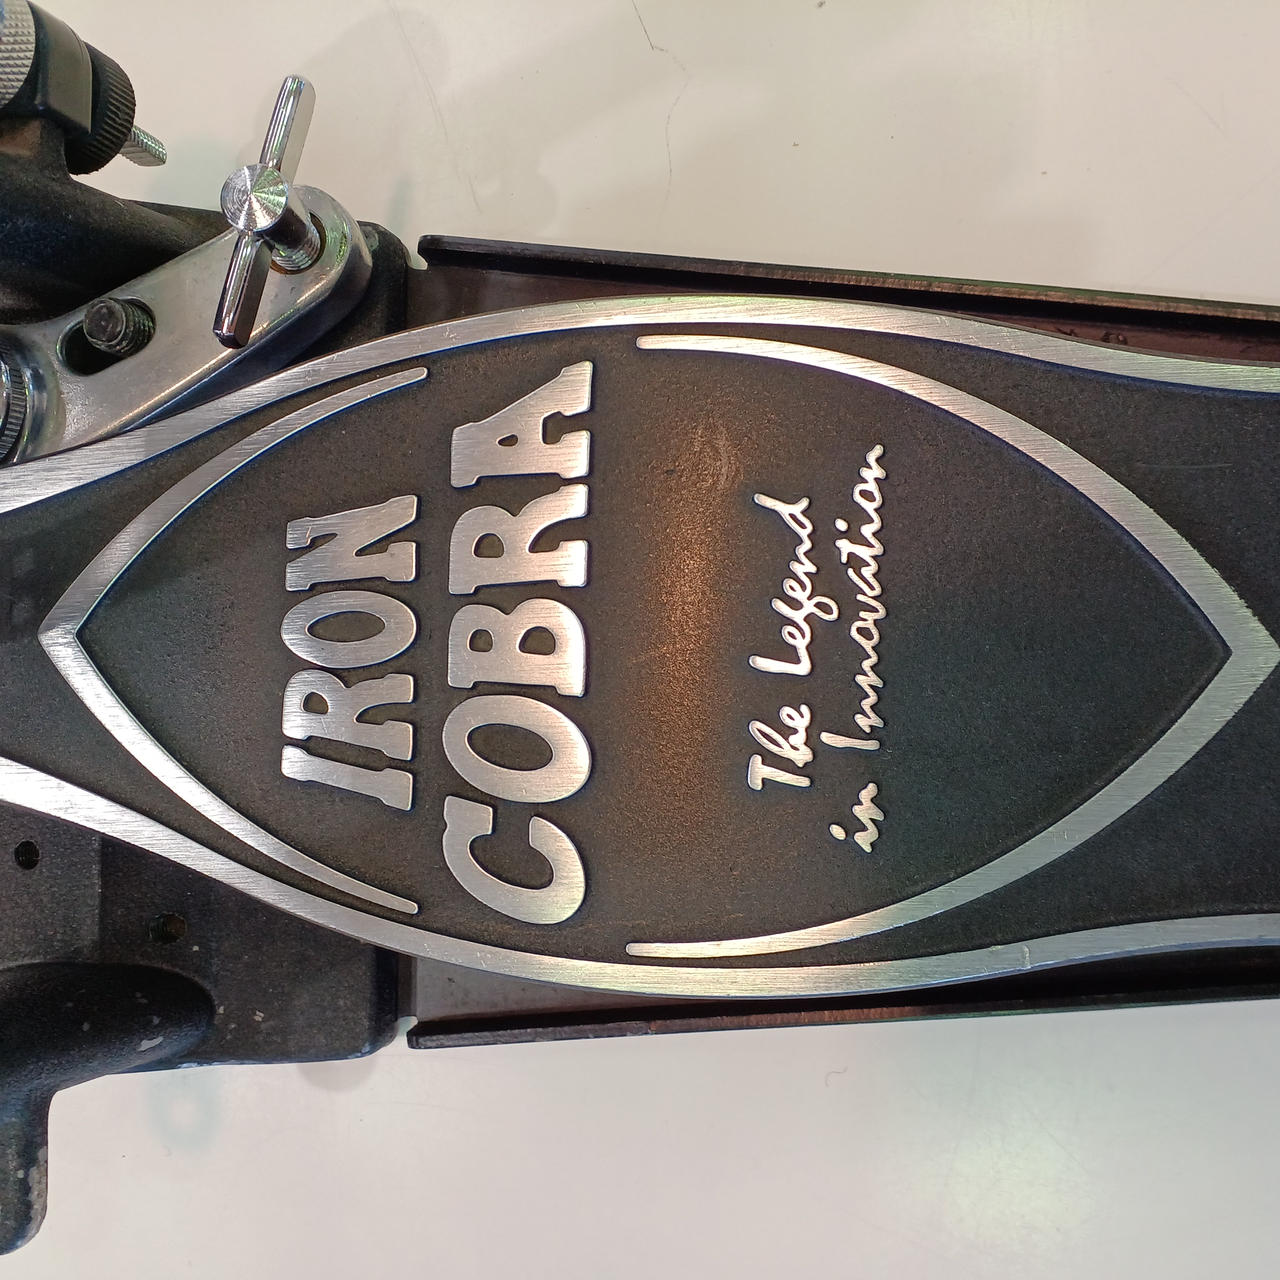 IRON
COBRA
The Legend
in Innovation